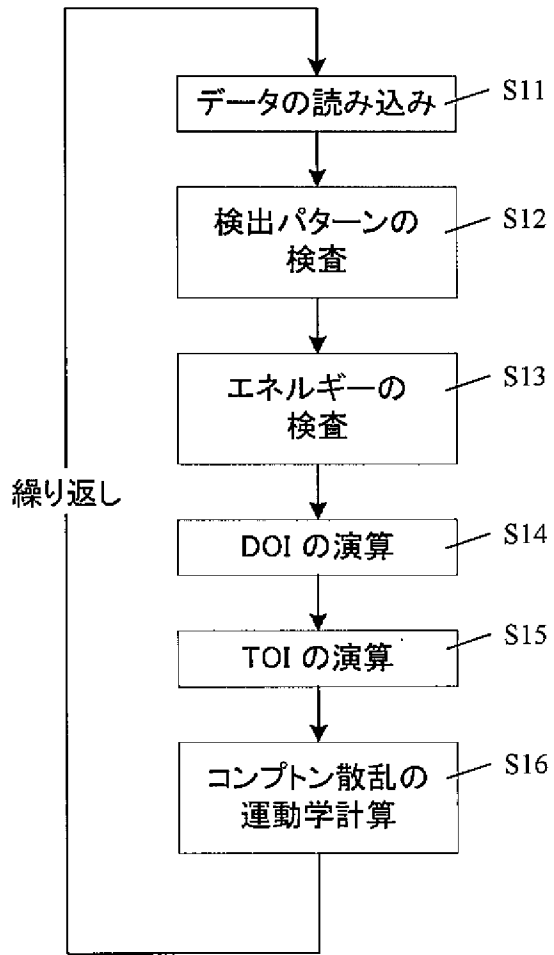 データの読み込み
S11
検出パターンの
検査
S12
エネルギーの
検査
S13
繰り返し
DOI の演算
S14
TOI の演算
S15
コンプトン散乱の
運動学計算
S16